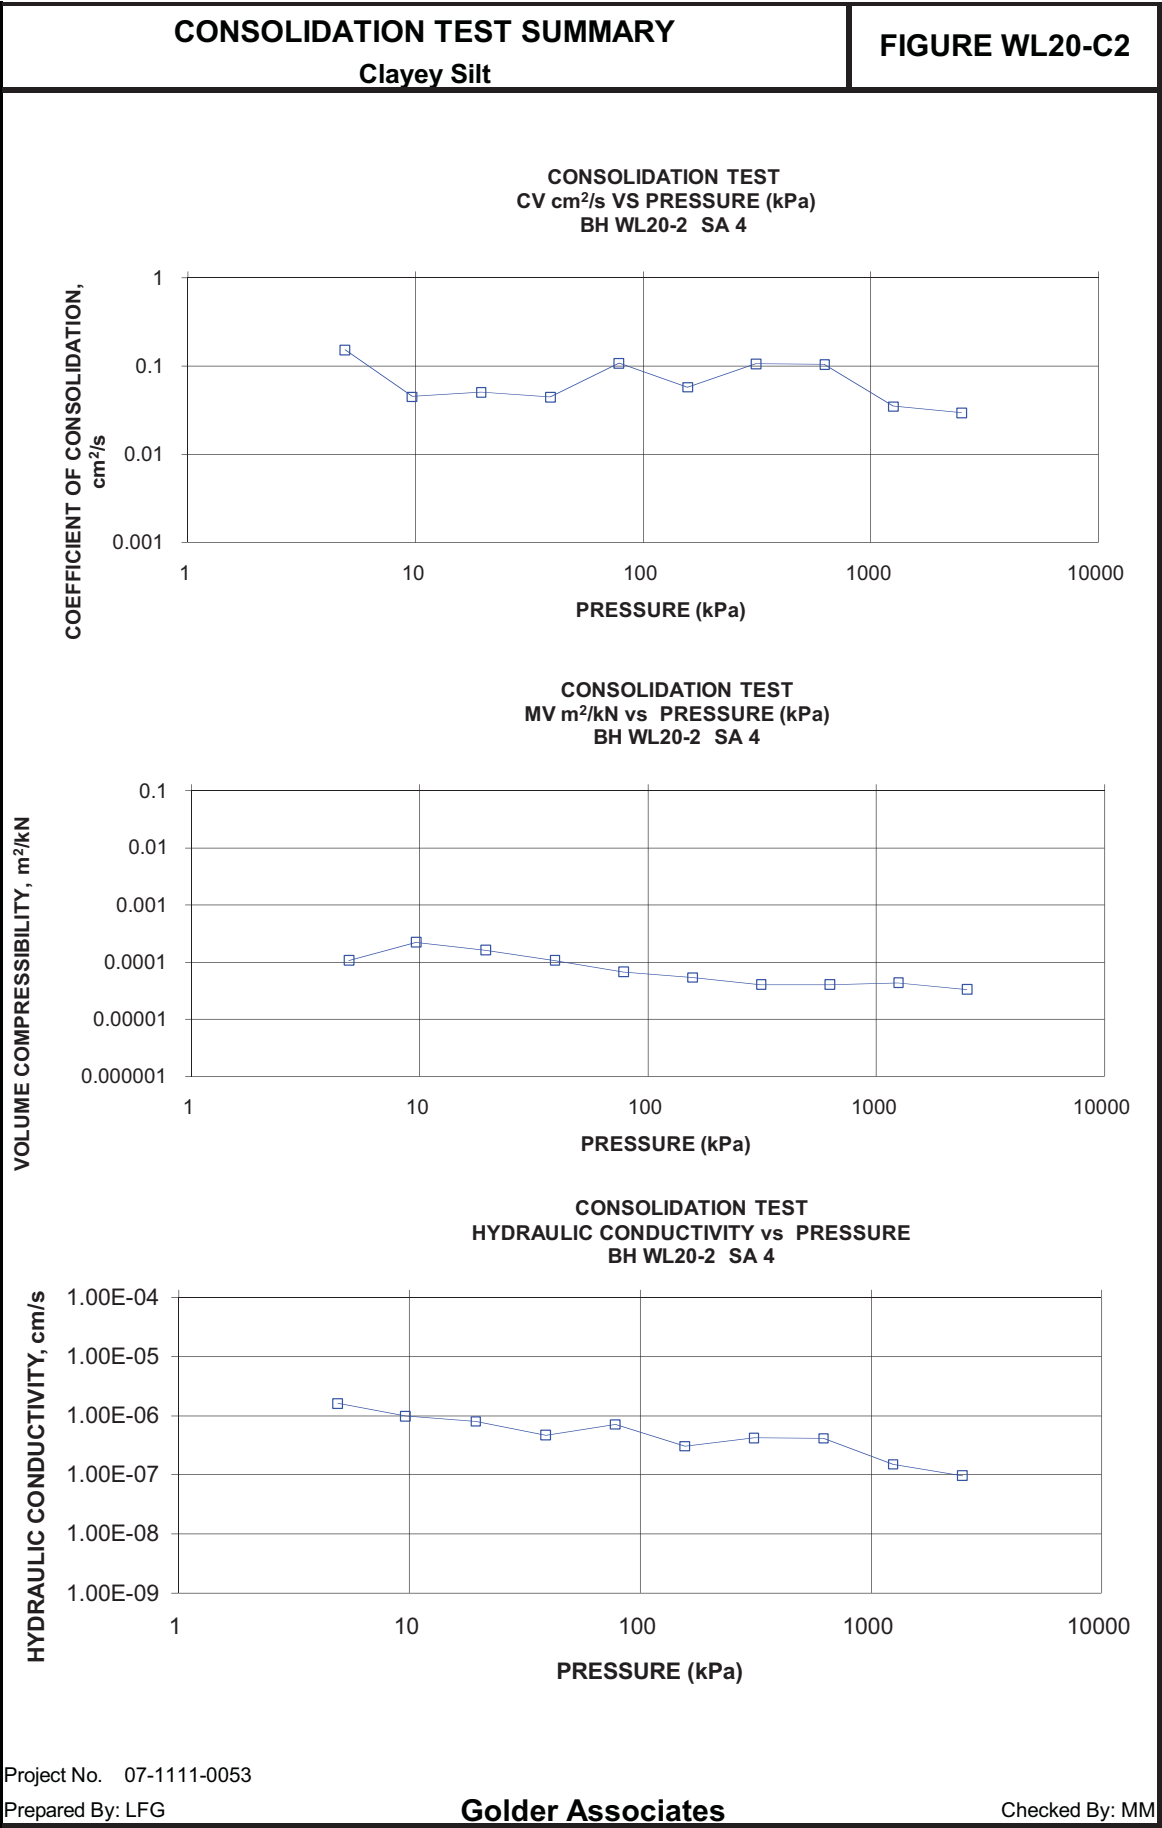 CONSOLIDATION TEST SUMMARY
Clayey Silt
FIGURE WL20-C2
CONSOLIDATION TEST
CV cm²/s VS PRESSURE (kPa)
BH WL20-2 SA 4
COEFFICIENT OF CONSOLIDATION,
cm²/s
1
0.1
0.01
0.001
1 10 100 1000 10000
PRESSURE (kPa)
CONSOLIDATION TEST
MV m²/kN vs PRESSURE (kPa)
BH WL20-2 SA 4
VOLUME COMPRESSIBILITY, m²/kN
0.1
0.01
0.001
0.0001
0.00001
0.000001
1 10 100 1000 10000
PRESSURE (kPa)
CONSOLIDATION TEST
HYDRAULIC CONDUCTIVITY vs PRESSURE
BH WL20-2 SA 4
HYDRAULIC CONDUCTIVITY, cm/s
1.00E-04
1.00E-05
1.00E-06
1.00E-07
1.00E-08
1.00E-09
1 10 100 1000 10000
PRESSURE (kPa)
Project No. 07-1111-0053
Prepared By: LFG
Golder Associates
Checked By: MM